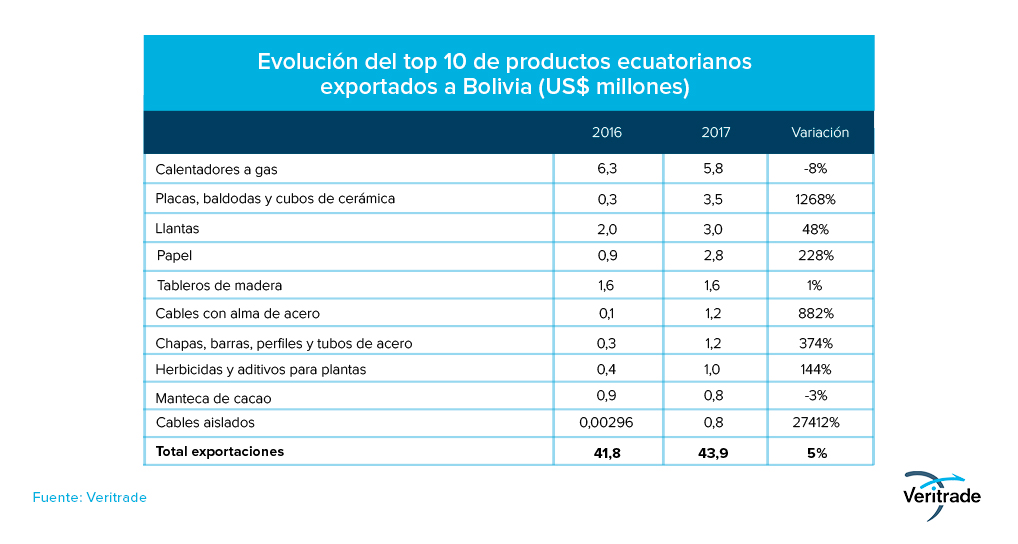 Evolución del top 10 de productos ecuatorianos
exportados a Bolivia (US$ millones)
2016 2017 Variación
Calentadores a gas 6,3 5,8 -8%
Placas, baldodas y cubos de cerámica 0,3 3,5 1268%
Llantas 2,0 3,0 48%
Papel 0,9 2,8 228%
Tableros de madera 1,6 1,6 1%
Cables con alma de acero 0,1 1,2 882%
Chapas, barras, perfiles y tubos de acero 0,3 1,2 374%
Herbicidas y aditivos para plantas 0,4 1,0 144%
Manteca de cacao 0,9 0,8 -3%
Cables aislados 0,00296 0,8 27412%
Total exportaciones 41,8 43,9 5%
Fuente: Veritrade
Veritrade